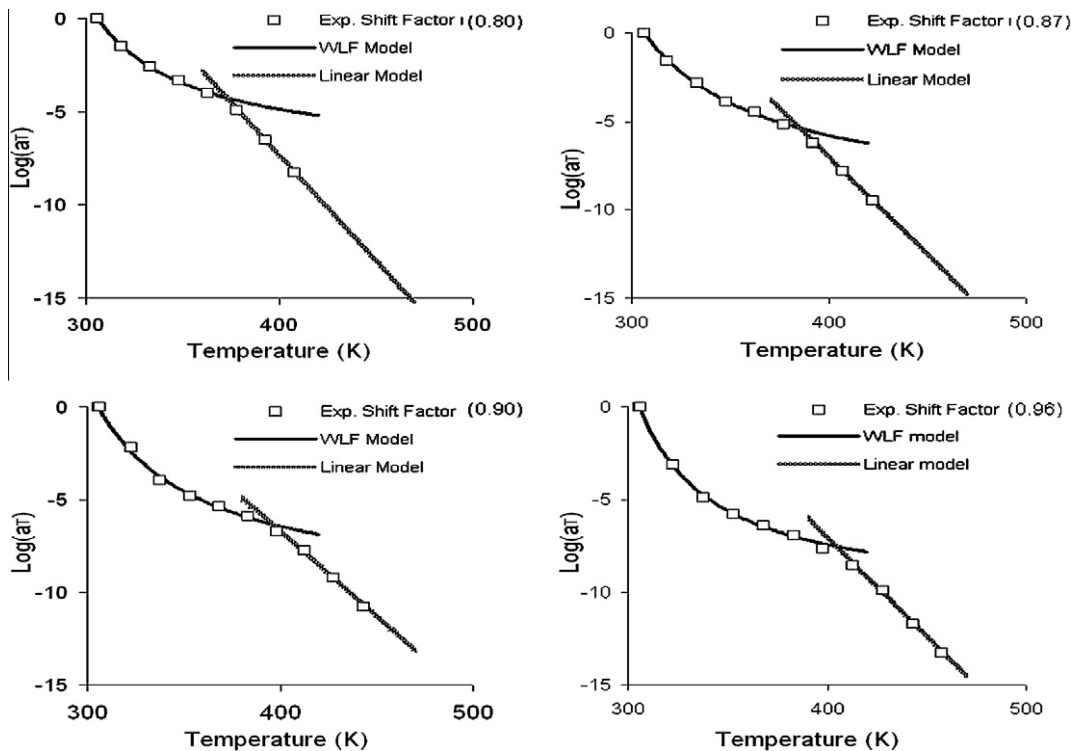 Exp. Shift Factor ı (0.80)
WLF Model
Linear Model
0
-5
-10
-15
Log(aT)
300
400
500
Temperature (K)
Exp. Shift Factor ı (0.87)
WLF Model
Linear Model
0
-5
-10
-15
Log(aT)
300
400
500
Temperature (K)
Exp. Shift Factor (0.90)
WLF Model
Linear Model
0
-5
-10
-15
Log(aT)
300
400
500
Temperature (K)
Exp. Shift Factor (0.96)
WLF model
Linear model
0
-5
-10
-15
Log(aT)
300
400
500
Temperature (K)